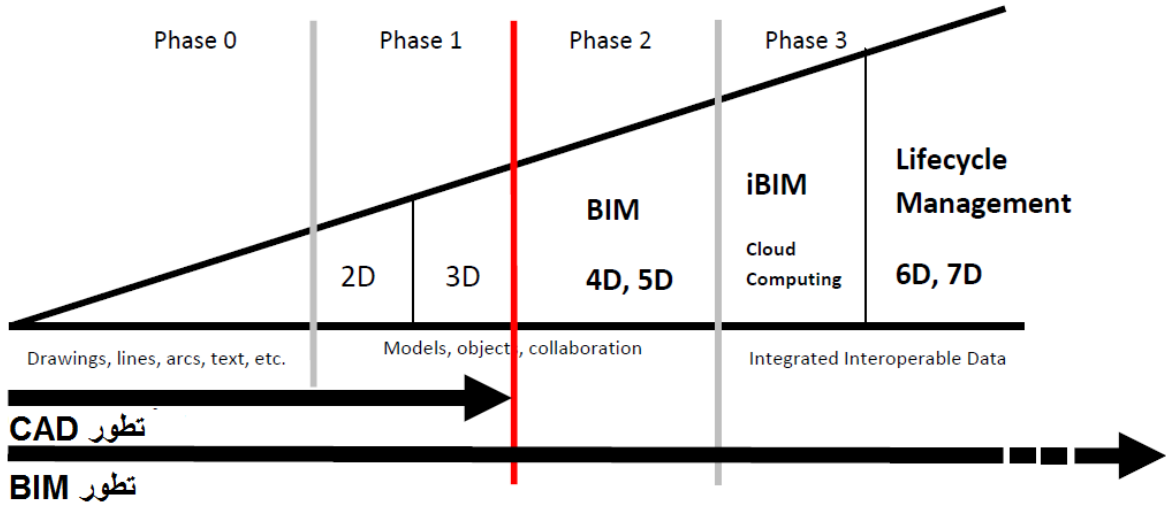 Phase 0
Phase 1
Phase 2
Phase 3
2D
3D
BIM
4D, 5D
iBIM
Cloud
Computing
Lifecycle
Management
6D, 7D
Drawings, lines, arcs, text, etc.
Models, objects, collaboration
Integrated Interoperable Data
تطور CAD
تطور BIM